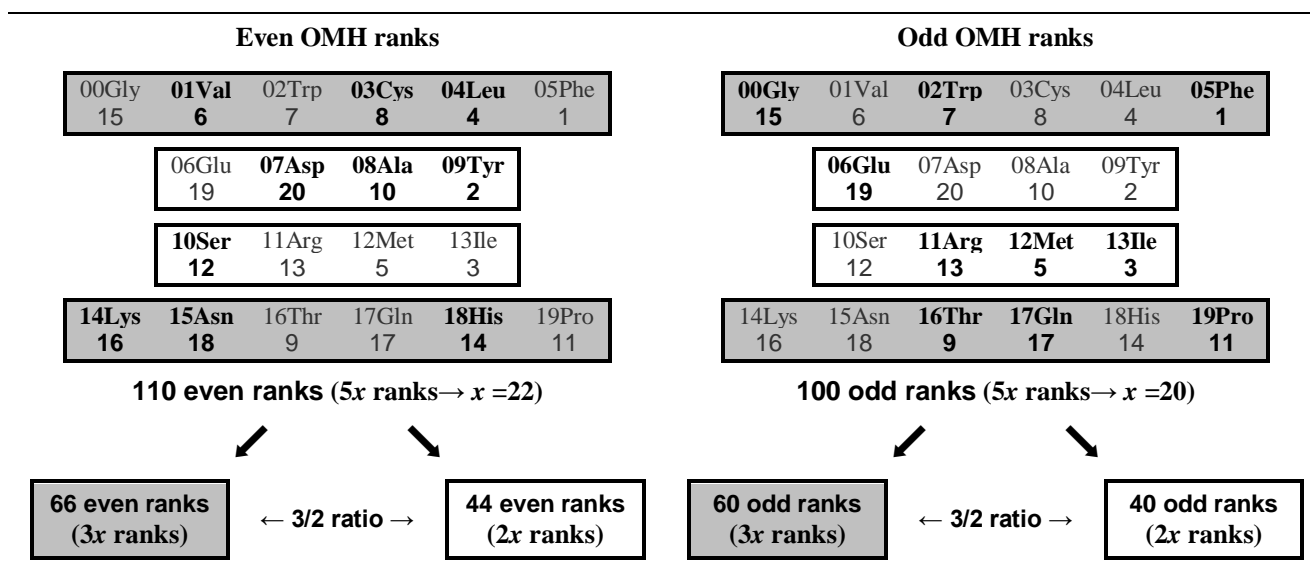 Even OMH ranks
00Gly 01Val 02Trp 03Cys 04Leu 05Phe
15 6 7 8 4 1
06Glu 07Asp 08Ala 09Tyr
19 20 10 2
10Ser 11Arg 12Met 13Ile
12 13 5 3
14Lys 15Asn 16Thr 17Gln 18His 19Pro
16 18 9 17 14 11
110 even ranks (5x ranks→ x =22)
66 even ranks
(3x ranks)
← 3/2 ratio →
44 even ranks
(2x ranks)
Odd OMH ranks
00Gly 01Val 02Trp 03Cys 04Leu 05Phe
15 6 7 8 4 1
06Glu 07Asp 08Ala 09Tyr
19 20 10 2
10Ser 11Arg 12Met 13Ile
12 13 5 3
14Lys 15Asn 16Thr 17Gln 18His 19Pro
16 18 9 17 14 11
100 odd ranks (5x ranks→ x =20)
60 odd ranks
(3x ranks)
← 3/2 ratio →
40 odd ranks
(2x ranks)